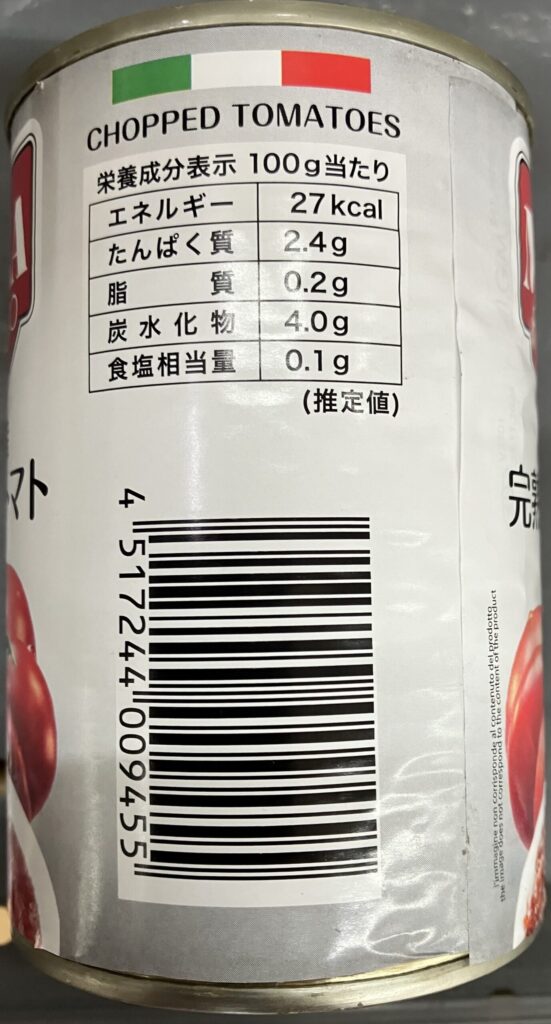 CHOPPED TOMATOES
栄養成分表示 100g当たり
エネルギー 27kcal
たんぱく質 2.4g
脂質 0.2g
炭水化物 4.0g
食塩相当量 0.1g
(推定値)
マト
4 517244 009455
l'immagine non corrisponde al contenuto del prodotto
the image does not correspond to the content of the product
完熟